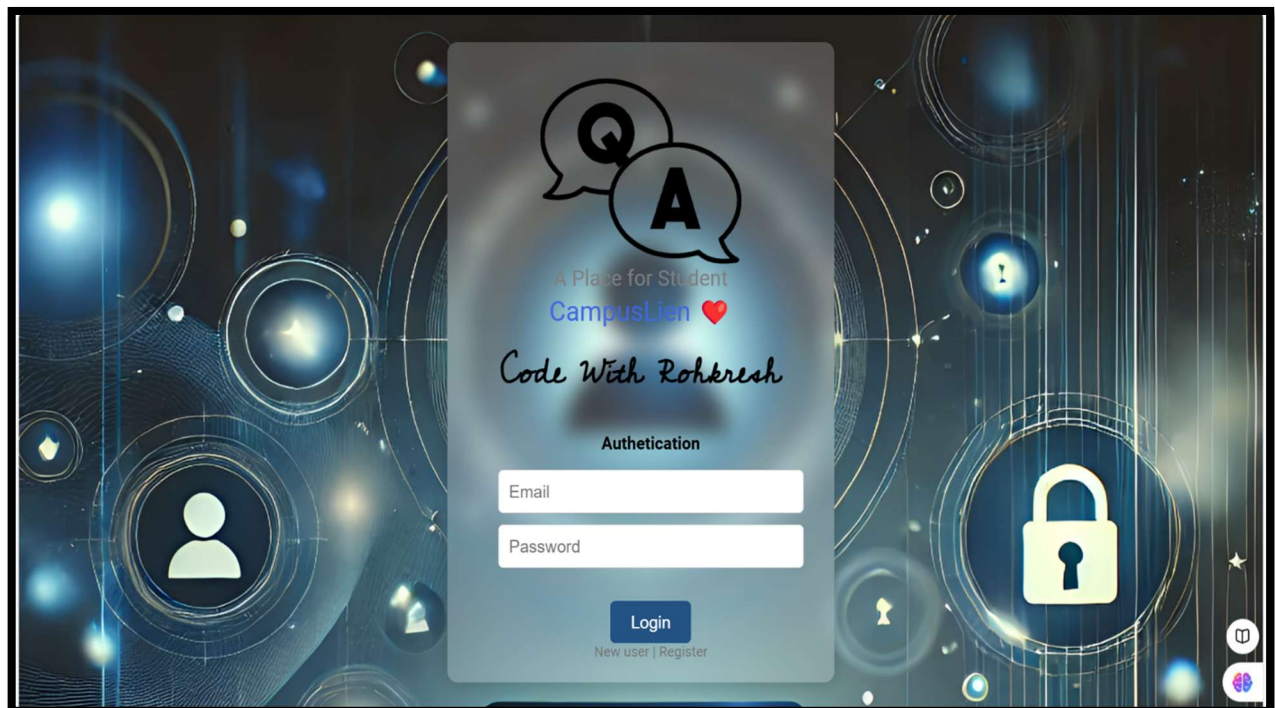 Q
A
A Place for Student
CampusLien ❤️
Code With Rohkresh
Authetication
Email
Password
Login
New user | Register